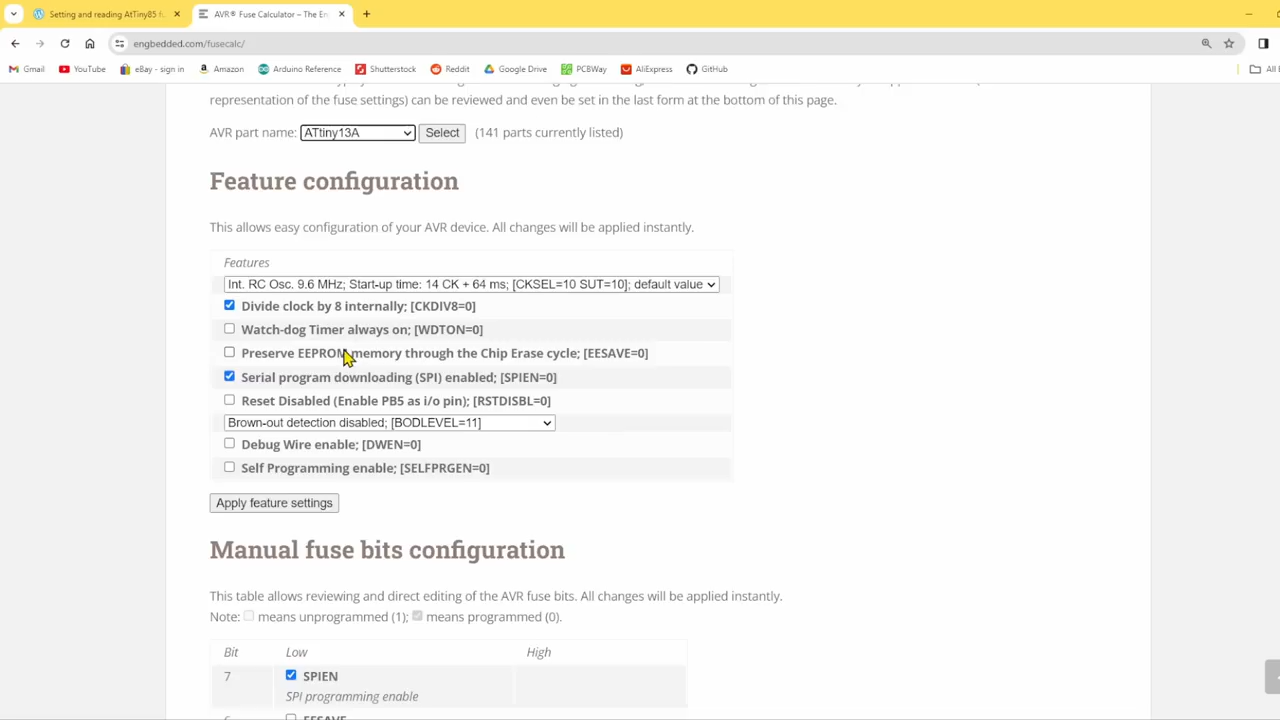 Setting and reading AtTiny85 fu
AVR® Fuse Calculator – The En
engbedded.com/fusecalc/
Gmail
YouTube
eBay - sign in
Amazon
Arduino Reference
Shutterstock
Reddit
Google Drive
PCBWay
AliExpress
GitHub
representation of the fuse settings) can be reviewed and even be set in the last form at the bottom of this page.
AVR part name: ATtiny13A Select (141 parts currently listed)
Feature configuration
This allows easy configuration of your AVR device. All changes will be applied instantly.
Features
Int. RC Osc. 9.6 MHz; Start-up time: 14 CK + 64 ms; [CKSEL=10 SUT=10]; default value
Divide clock by 8 internally; [CKDIV8=0]
Watch-dog Timer always on; [WDTON=0]
Preserve EEPROM memory through the Chip Erase cycle; [EESAVE=0]
Serial program downloading (SPI) enabled; [SPIEN=0]
Reset Disabled (Enable PB5 as i/o pin); [RSTDISBL=0]
Brown-out detection disabled; [BODLEVEL=11]
Debug Wire enable; [DWEN=0]
Self Programming enable; [SELFPRGEN=0]
Apply feature settings
Manual fuse bits configuration
This table allows reviewing and direct editing of the AVR fuse bits. All changes will be applied instantly.
Note: means unprogrammed (1); means programmed (0).
Bit Low High
7 SPIEN
SPI programming enable
EESAVE